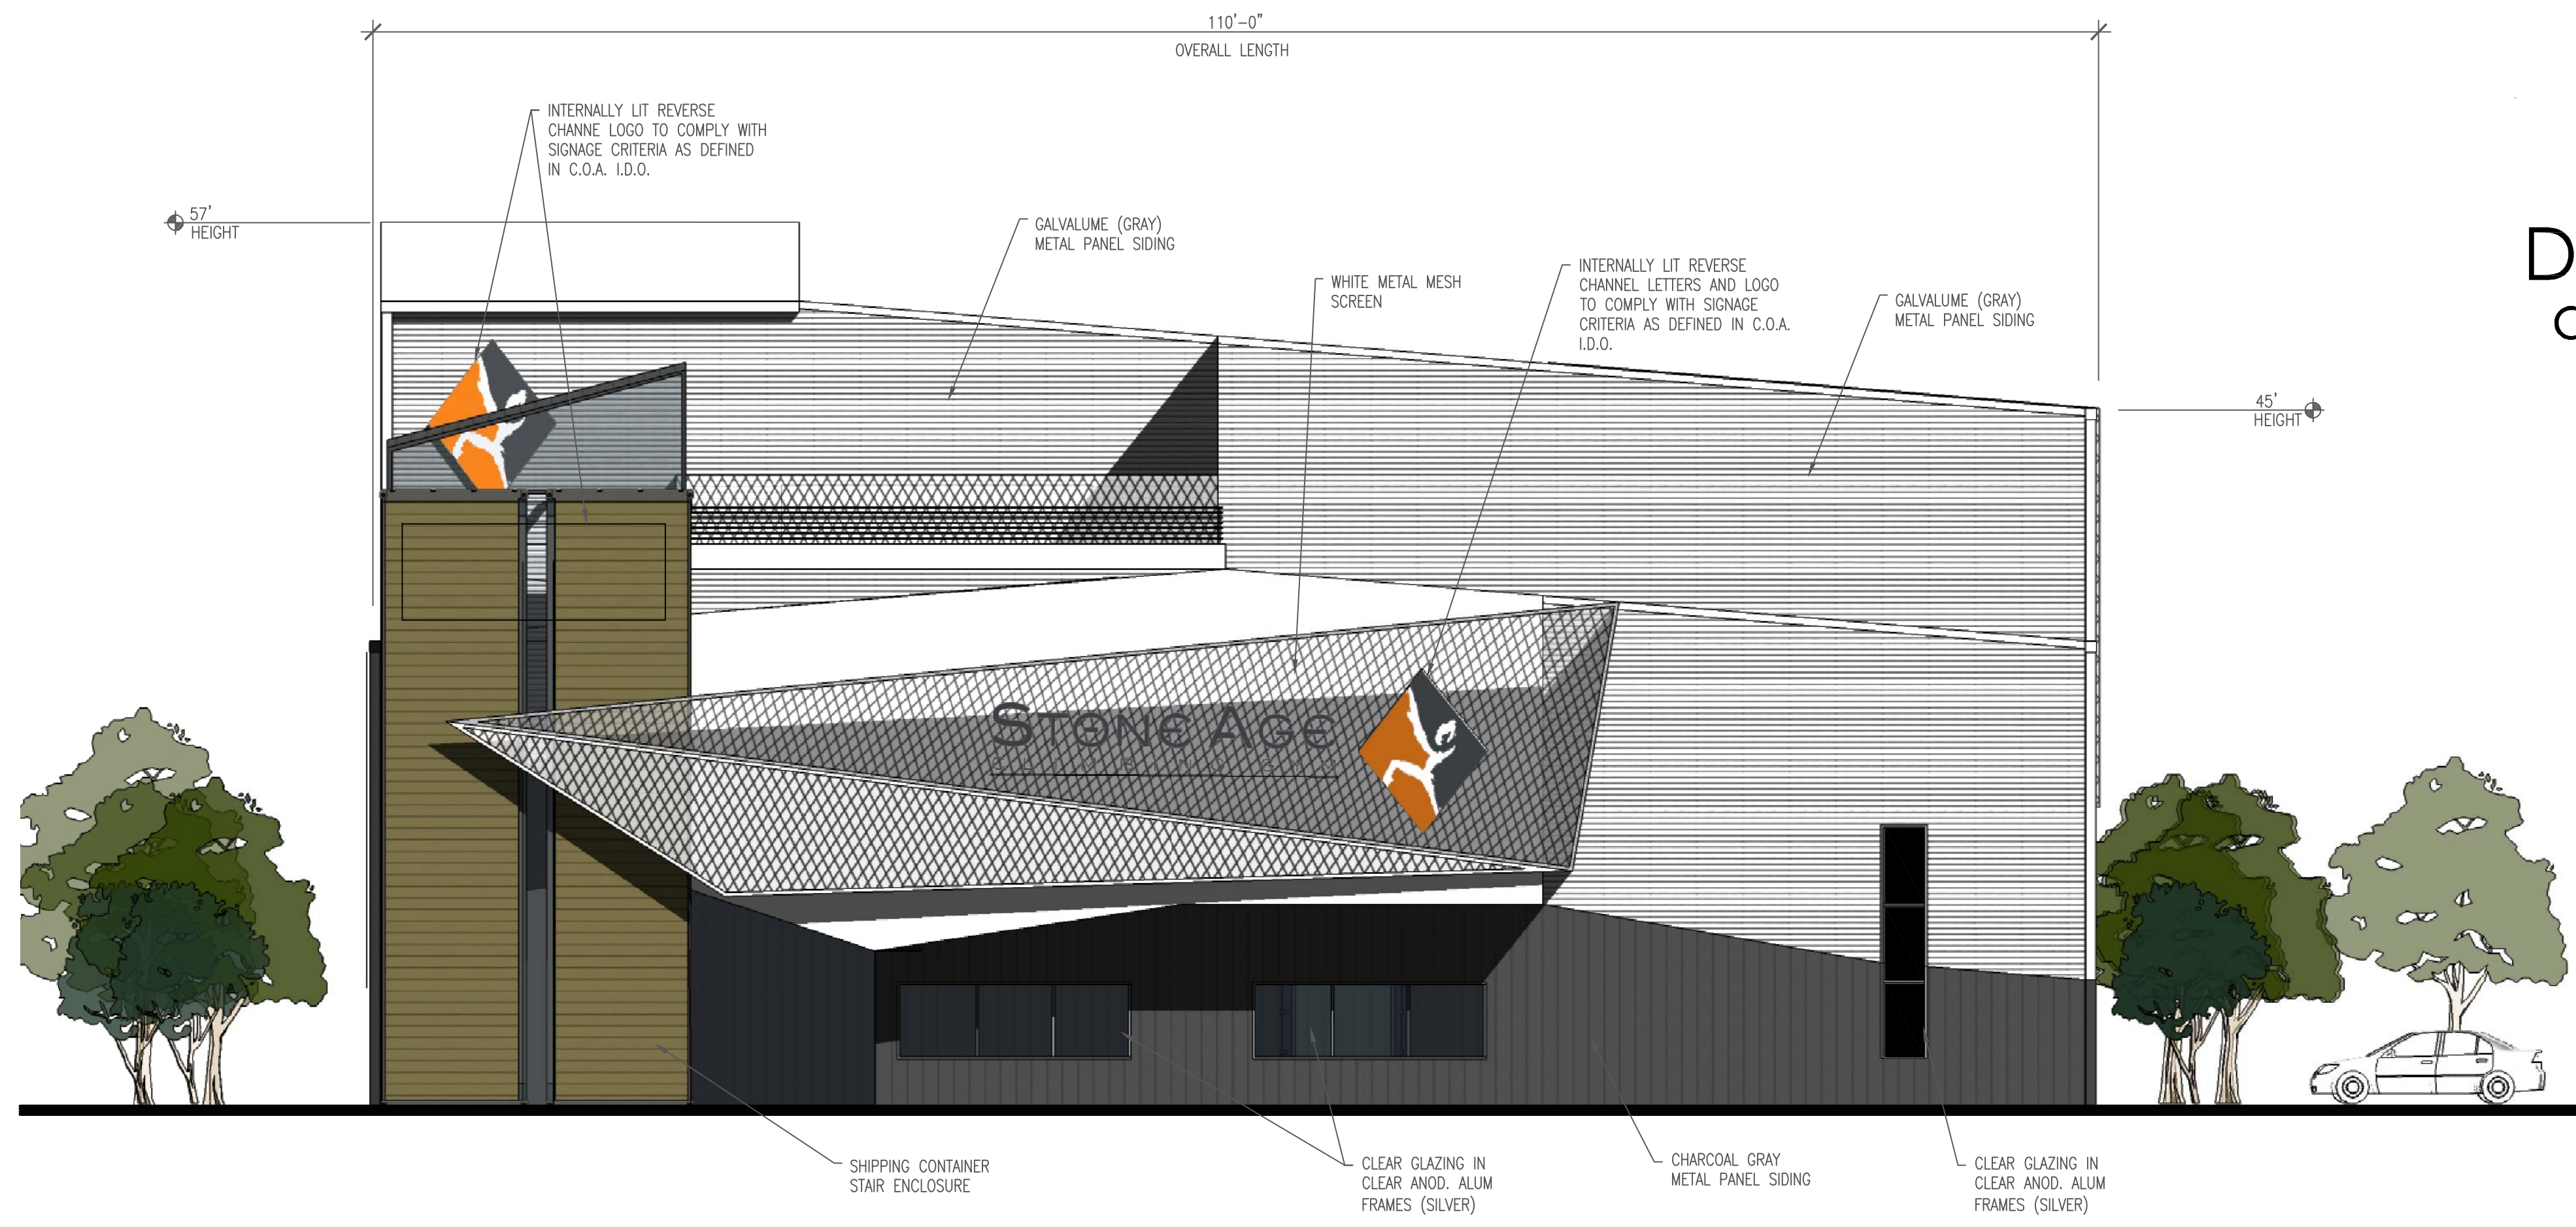 110'-0"
OVERALL LENGTH
INTERNALLY LIT REVERSE
CHANNE LOGO TO COMPLY WITH
SIGNAGE CRITERIA AS DEFINED
IN C.O.A. I.D.O.
57'
HEIGHT
GALVALUME (GRAY)
METAL PANEL SIDING
WHITE METAL MESH
SCREEN
INTERNALLY LIT REVERSE
CHANNEL LETTERS AND LOGO
TO COMPLY WITH SIGNAGE
CRITERIA AS DEFINED IN C.O.A.
I.D.O.
GALVALUME (GRAY)
METAL PANEL SIDING
45'
HEIGHT
D
STONE AGE
CLIMBING GYM
SHIPPING CONTAINER
STAIR ENCLOSURE
CLEAR GLAZING IN
CLEAR ANOD. ALUM
FRAMES (SILVER)
CHARCOAL GRAY
METAL PANEL SIDING
CLEAR GLAZING IN
CLEAR ANOD. ALUM
FRAMES (SILVER)